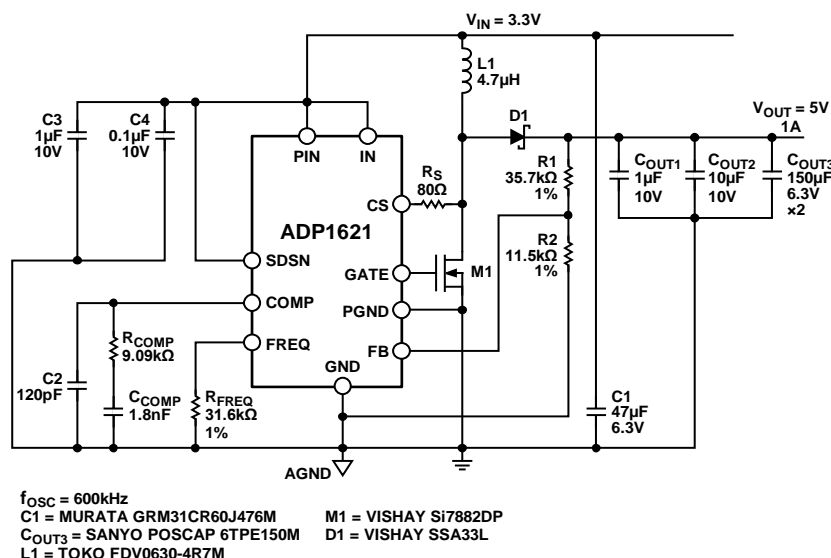 VIN = 3.3V
L1
4.7µH
C3
1µF
10V
C4
0.1µF
10V
D1
VOUT = 5V
1A
PIN
IN
RS
80Ω
R1
35.7kΩ
1%
COUT1
1µF
10V
COUT2
10µF
10V
COUT3
150µF
6.3V
×2
CS
ADP1621
R2
11.5kΩ
1%
SDSN
GATE
M1
COMP
PGND
RCOMP
9.09kΩ
FREQ
FB
GND
C2
120pF
CCOMP
1.8nF
RFREQ
31.6kΩ
1%
C1
47µF
6.3V
AGND
fOSC = 600kHz
C1 = MURATA GRM31CR60J476M
M1 = VISHAY Si7882DP
COUT3 = SANYO POSCAP 6TPE150M
D1 = VISHAY SSA33L
L1 = TOKO FDV0630-4R7M